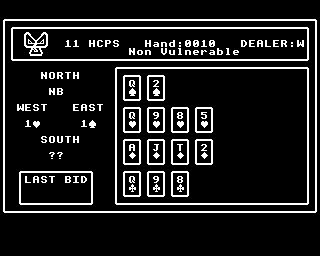 11 HCPS Hand:0010 DEALER:W
Non Vulnerable
NORTH
NB
WEST EAST
1♥ 1♠
SOUTH
??
LAST BID
Q♠ 2♠
Q♥ 9♥ 8♥ 5♥
A♦ J♦ T♦ 2♦
Q♣ 9♣ 8♣